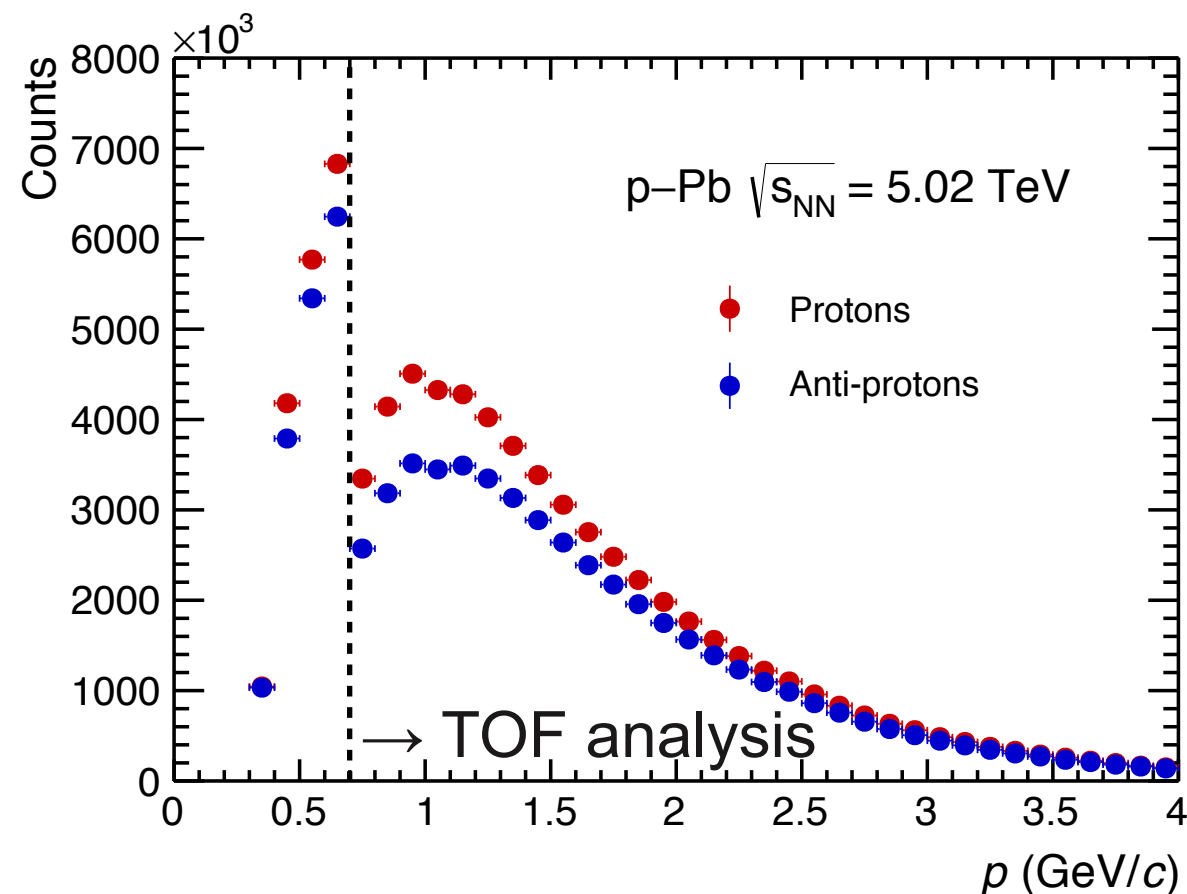 ×10³
Counts
8000
7000
6000
5000
4000
3000
2000
1000
0
p–Pb √sNN = 5.02 TeV
Protons
Anti-protons
→ TOF analysis
0 0.5 1 1.5 2 2.5 3 3.5 4
p (GeV/c)